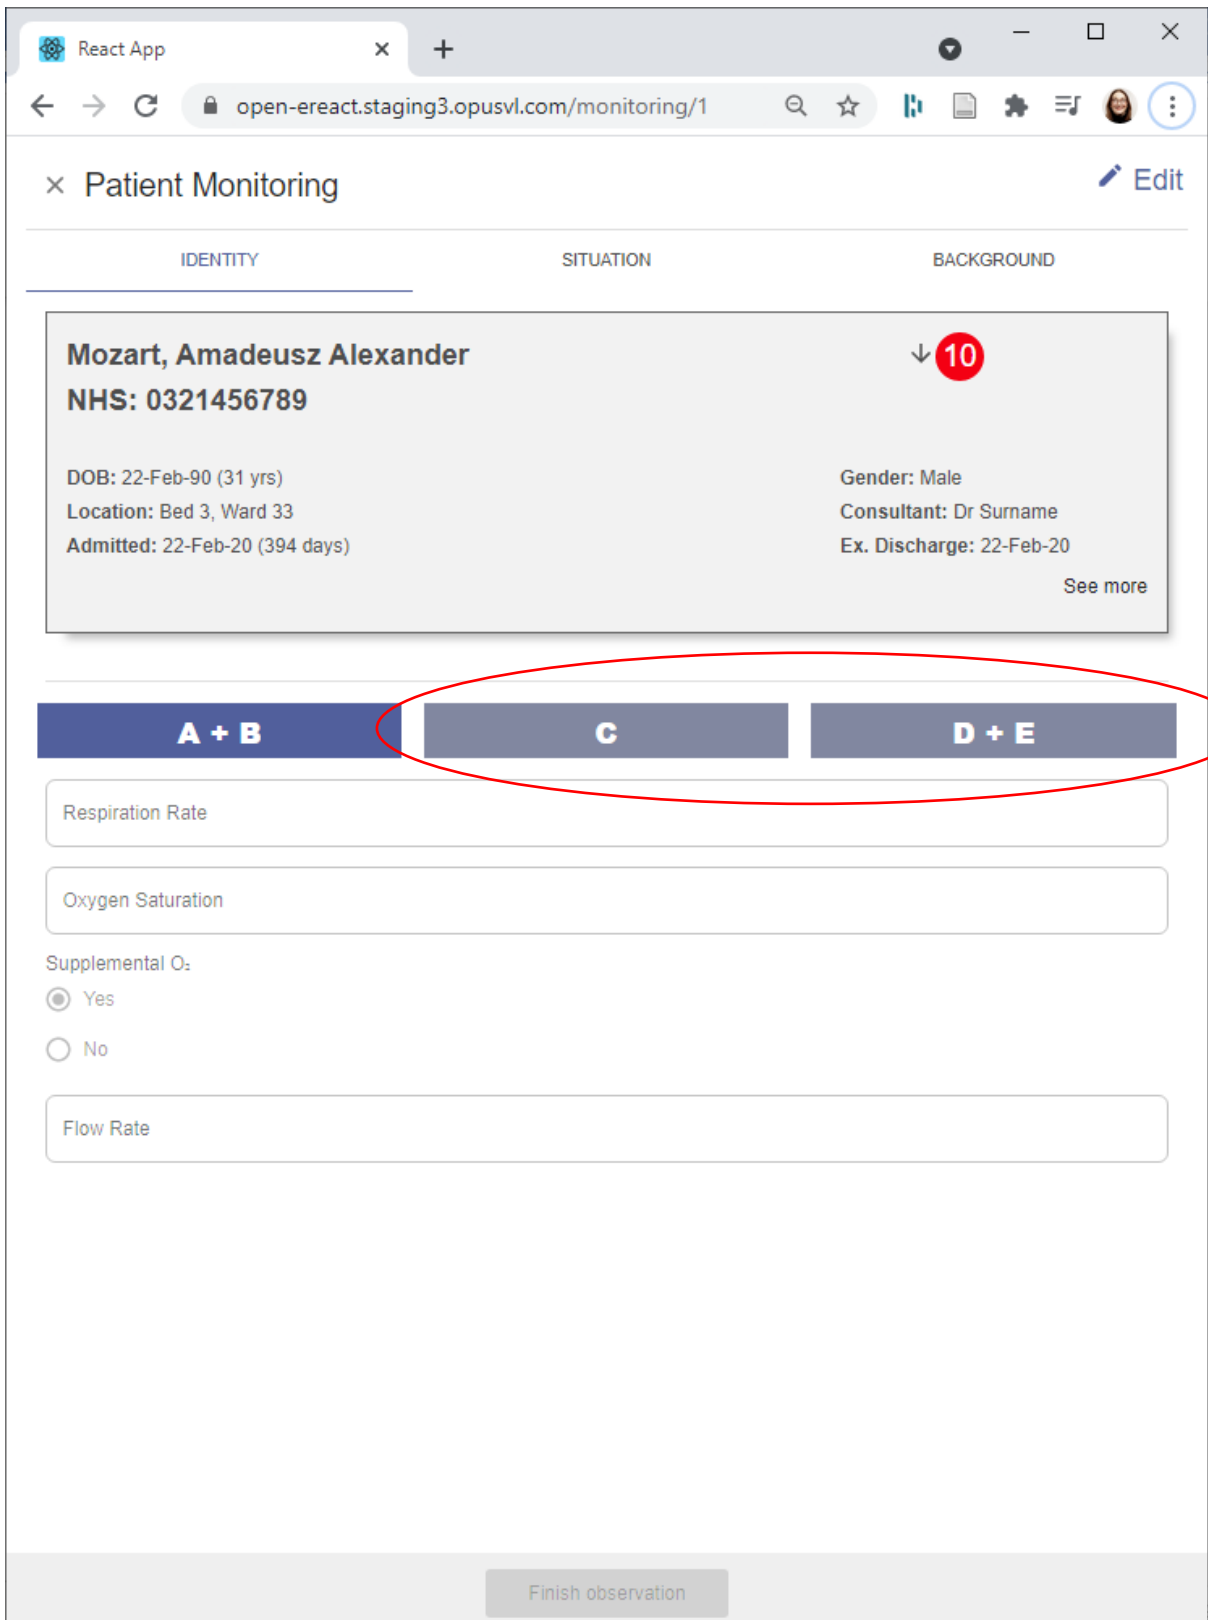 React App
open-ereact.staging3.opusvl.com/monitoring/1
Patient Monitoring
Edit
IDENTITY SITUATION BACKGROUND
Mozart, Amadeusz Alexander
10
NHS: 0321456789
DOB: 22-Feb-90 (31 yrs) Gender: Male
Location: Bed 3, Ward 33 Consultant: Dr Surname
Admitted: 22-Feb-20 (394 days) Ex. Discharge: 22-Feb-20
See more
A + B C D + E
Respiration Rate
Oxygen Saturation
Supplemental O₂
Yes
No
Flow Rate
Finish observation